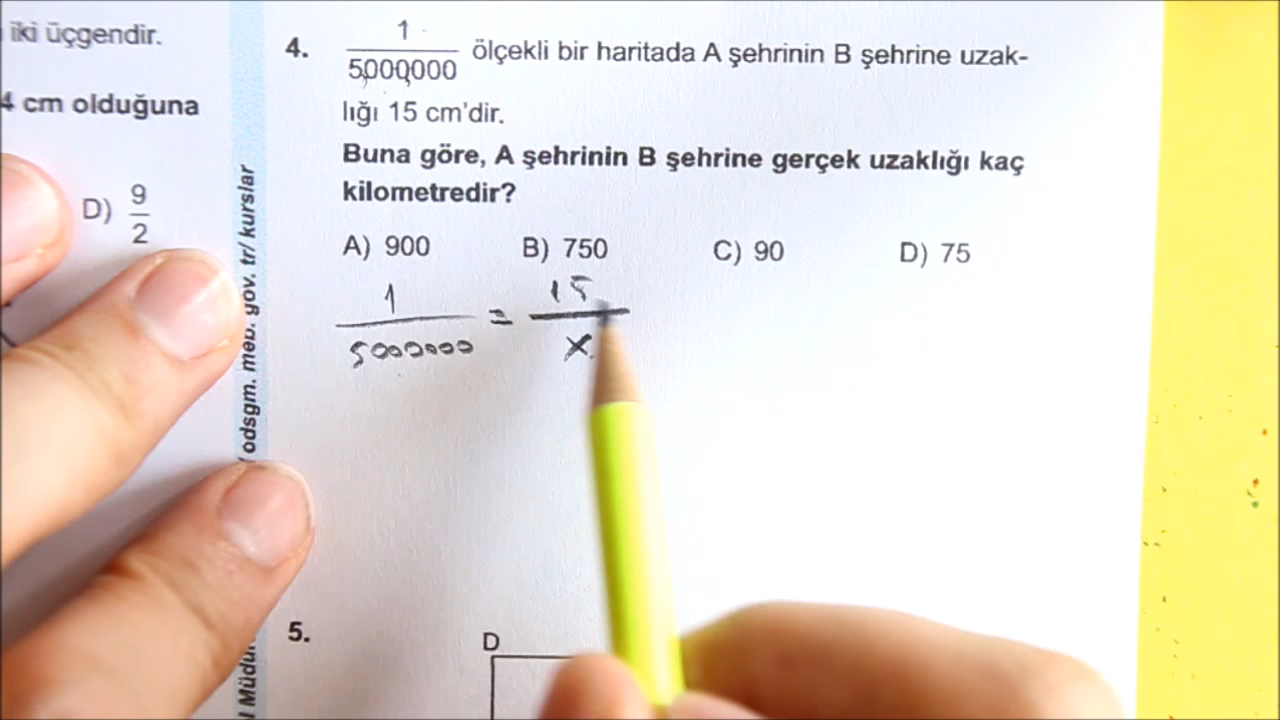 iki üçgendir.
4 cm olduğuna
D) 9/2
odsgm. meb. gov. tr/ kurslar
4. 1/5000000 ölçekli bir haritada A şehrinin B şehrine uzak-
lığı 15 cm'dir.
Buna göre, A şehrinin B şehrine gerçek uzaklığı kaç
kilometredir?
A) 900 B) 750 C) 90 D) 75
1/5000000 = 15/x
5.
D